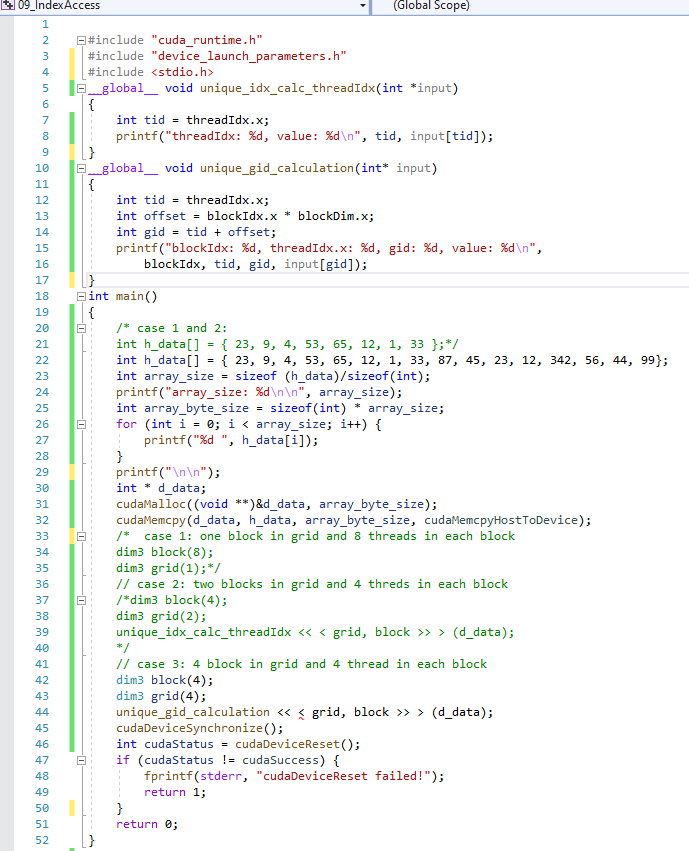 09_IndexAccess (Global Scope)
1
2 #include "cuda_runtime.h"
3 #include "device_launch_parameters.h"
4 #include <stdio.h>
5 __global__ void unique_idx_calc_threadIdx(int *input)
6 {
7 int tid = threadIdx.x;
8 printf("threadIdx: %d, value: %d\n", tid, input[tid]);
9 }
10 __global__ void unique_gid_calculation(int* input)
11 {
12 int tid = threadIdx.x;
13 int offset = blockIdx.x * blockDim.x;
14 int gid = tid + offset;
15 printf("blockIdx: %d, threadIdx.x: %d, gid: %d, value: %d\n",
16 blockIdx, tid, gid, input[gid]);
17 }
18 int main()
19 {
20 /* case 1 and 2:
21 int h_data[] = { 23, 9, 4, 53, 65, 12, 1, 33 };*/
22 int h_data[] = { 23, 9, 4, 53, 65, 12, 1, 33, 87, 45, 23, 12, 342, 56, 44, 99};
23 int array_size = sizeof (h_data)/sizeof(int);
24 printf("array_size: %d\n\n", array_size);
25 int array_byte_size = sizeof(int) * array_size;
26 for (int i = 0; i < array_size; i++) {
27 printf("%d ", h_data[i]);
28 }
29 printf("\n\n");
30 int * d_data;
31 cudaMalloc((void **)&d_data, array_byte_size);
32 cudaMemcpy(d_data, h_data, array_byte_size, cudaMemcpyHostToDevice);
33 /*  case 1: one block in grid and 8 threads in each block
34 dim3 block(8);
35 dim3 grid(1);*/
36 // case 2: two blocks in grid and 4 threds in each block
37 /*dim3 block(4);
38 dim3 grid(2);
39 unique_idx_calc_threadIdx << < grid, block >> > (d_data);
40 */
41 // case 3: 4 block in grid and 4 thread in each block
42 dim3 block(4);
43 dim3 grid(4);
44 unique_gid_calculation << < grid, block >> > (d_data);
45 cudaDeviceSynchronize();
46 int cudaStatus = cudaDeviceReset();
47 if (cudaStatus != cudaSuccess) {
48 fprintf(stderr, "cudaDeviceReset failed!");
49 return 1;
50 }
51 return 0;
52 }